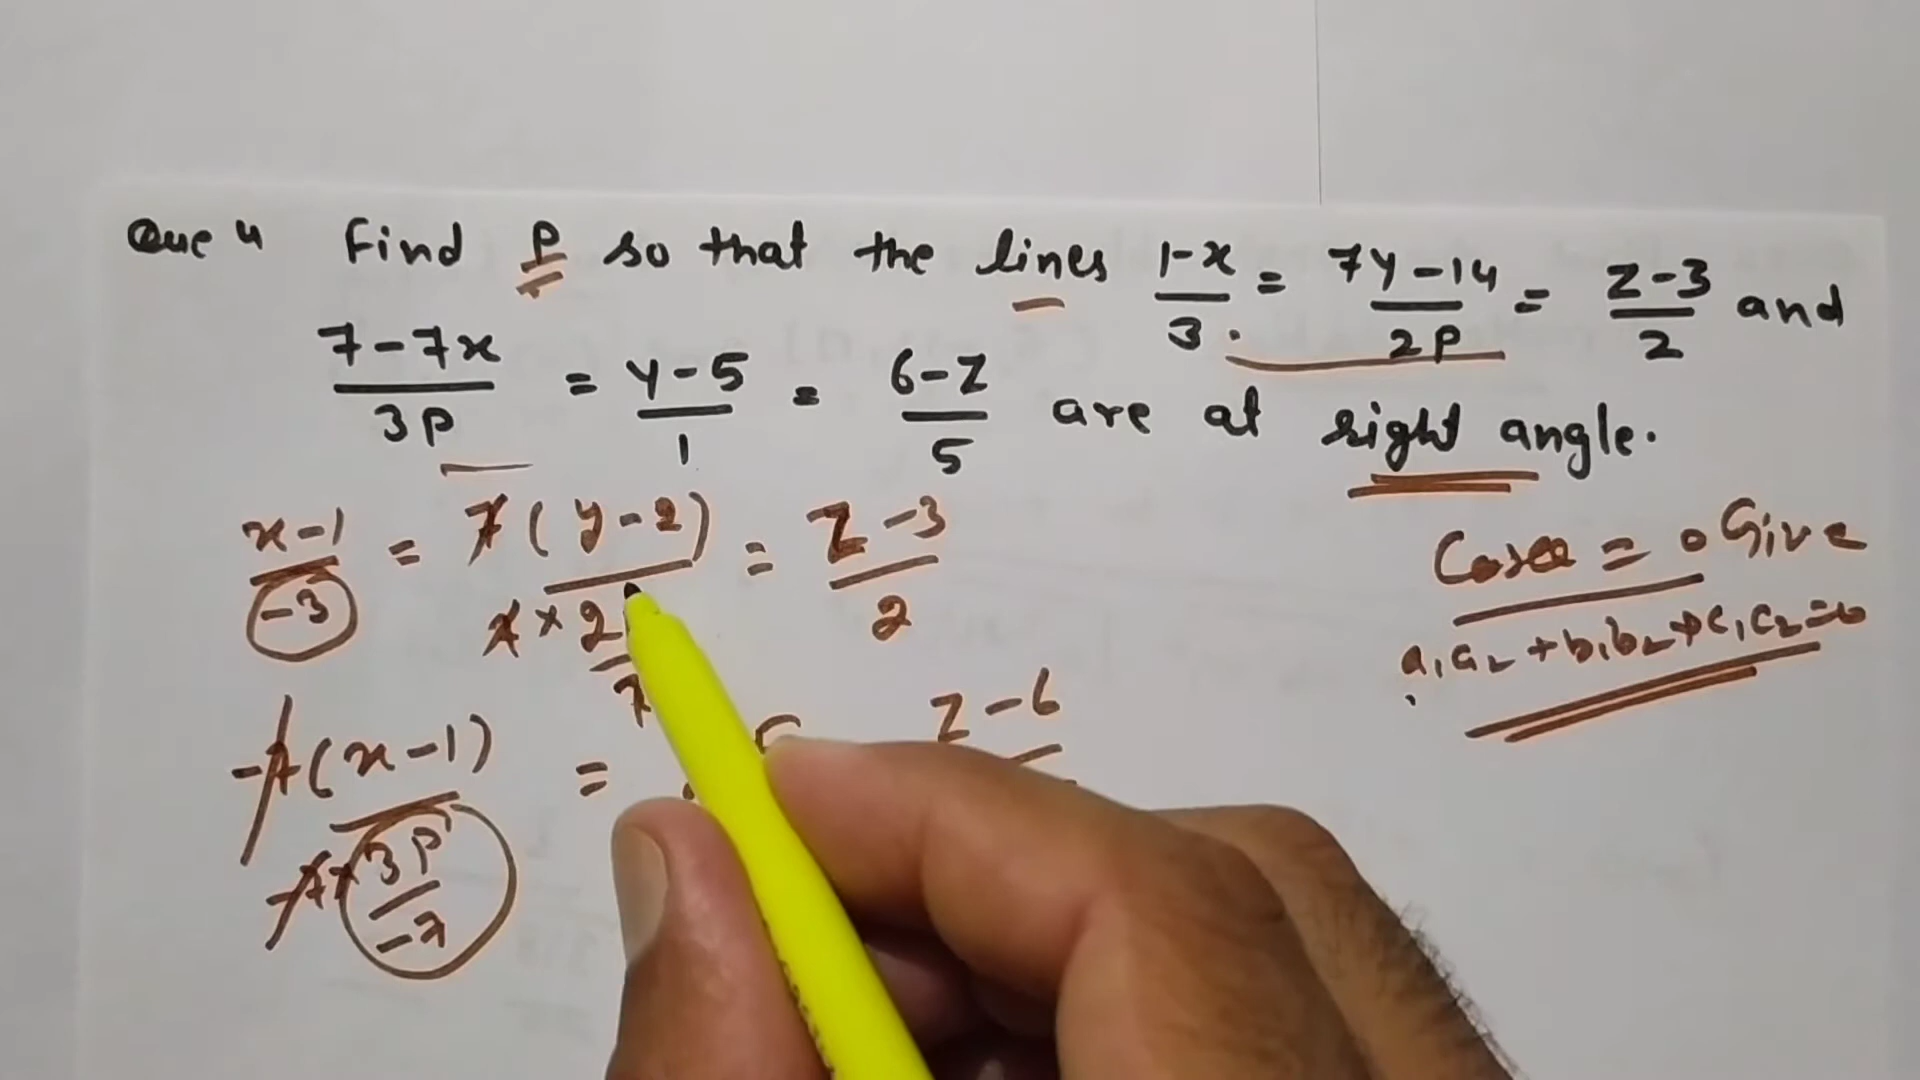 Que 4 Find P so that the lines 1-x/3 = 7y-14/2P = z-3/2 and
7-7x/3P = y-5/1 = 6-z/5 are at right angle.
x-1/-3 = 7(y-2)/7×2 /7 = z-3/2
Cosα = 0 Give
a₁a₂+b₁b₂+c₁c₂=0
-7(x-1)/-7×3P/-7 = z-6